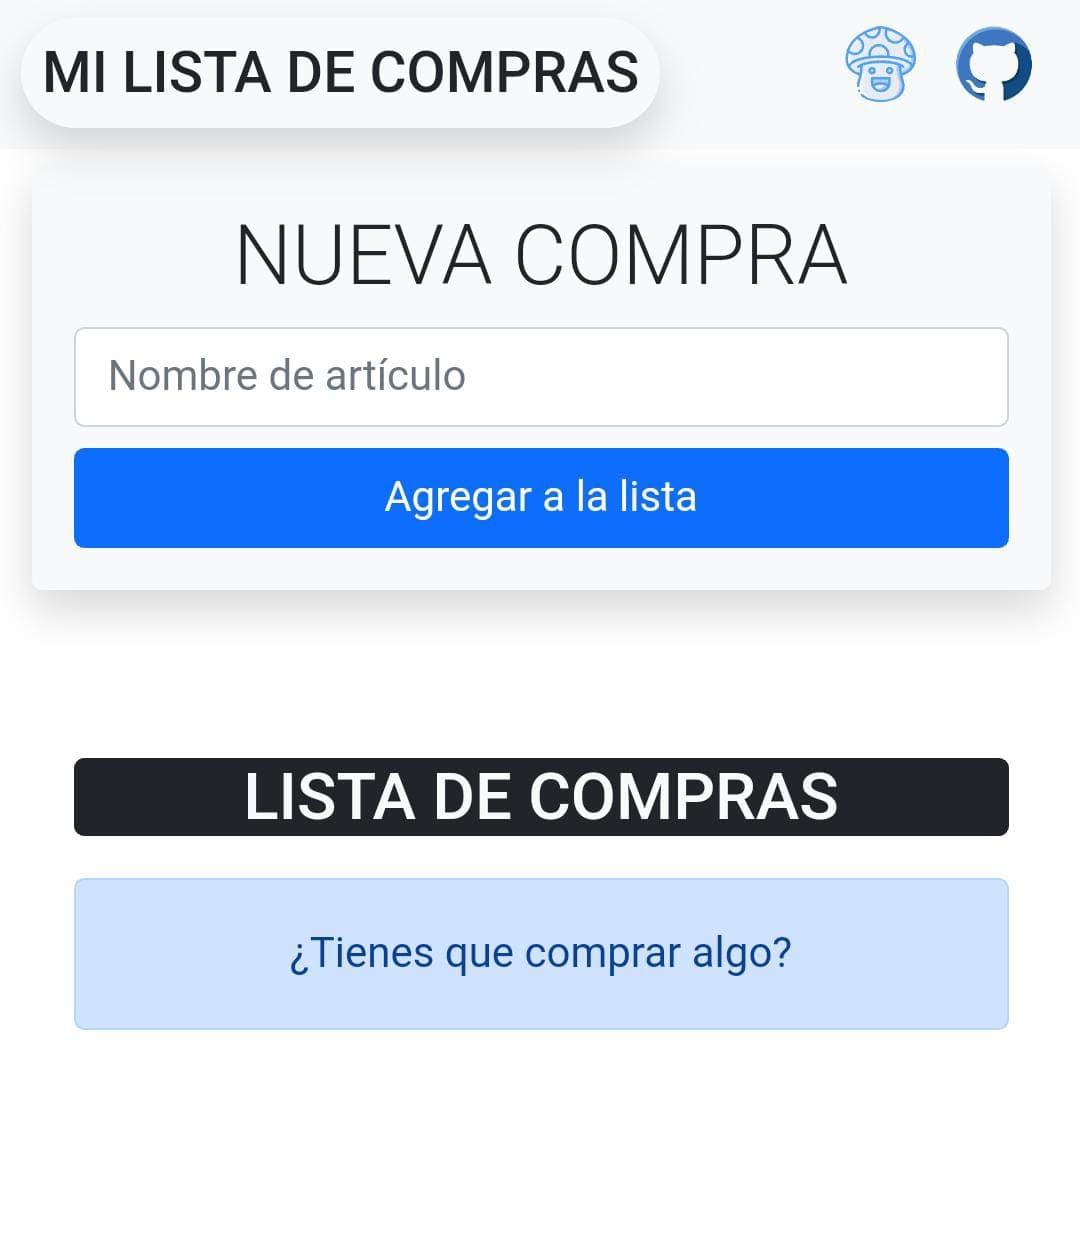 MI LISTA DE COMPRAS
NUEVA COMPRA
Nombre de artículo
Agregar a la lista
LISTA DE COMPRAS
¿Tienes que comprar algo?